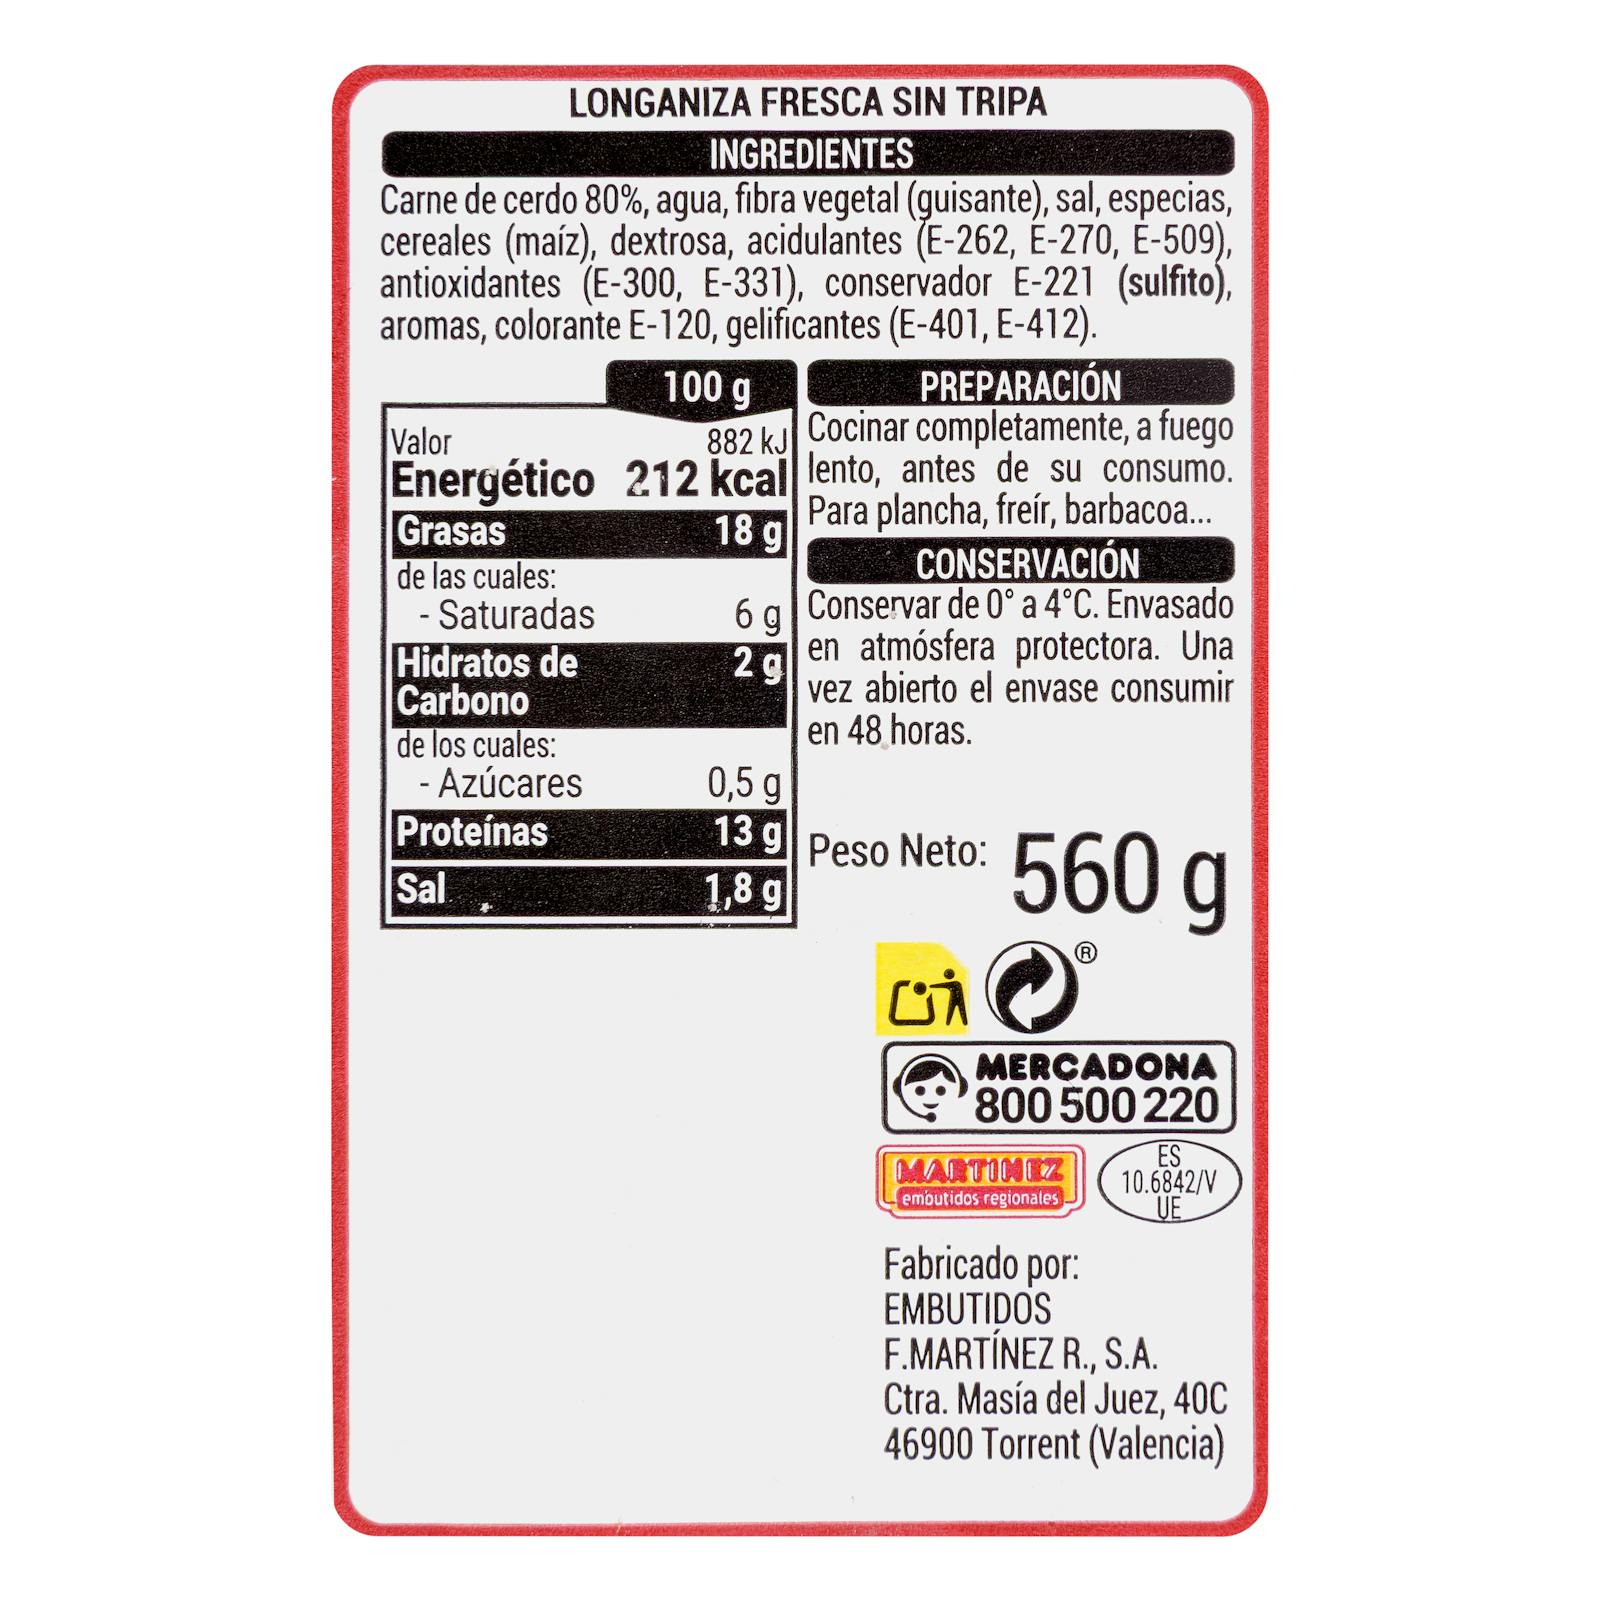 LONGANIZA FRESCA SIN TRIPA
INGREDIENTES
Carne de cerdo 80%, agua, fibra vegetal (guisante), sal, especias,
cereales (maíz), dextrosa, acidulantes (E-262, E-270, E-509),
antioxidantes (E-300, E-331), conservador E-221 (sulfito),
aromas, colorante E-120, gelificantes (E-401, E-412).
100 g
Valor 882 kJ
Energético 212 kcal
Grasas 18 g
de las cuales:
- Saturadas 6 g
Hidratos de 2 g
Carbono
de los cuales:
- Azúcares 0,5 g
Proteínas 13 g
Sal 1,8 g
PREPARACIÓN
Cocinar completamente, a fuego
lento, antes de su consumo.
Para plancha, freír, barbacoa...
CONSERVACIÓN
Conservar de 0° a 4°C. Envasado
en atmósfera protectora. Una
vez abierto el envase consumir
en 48 horas.
Peso Neto: 560 g
®
MERCADONA
800 500 220
MARTINEZ
embutidos regionales
ES
10.6842/V
UE
Fabricado por:
EMBUTIDOS
F.MARTÍNEZ R., S.A.
Ctra. Masía del Juez, 40C
46900 Torrent (Valencia)